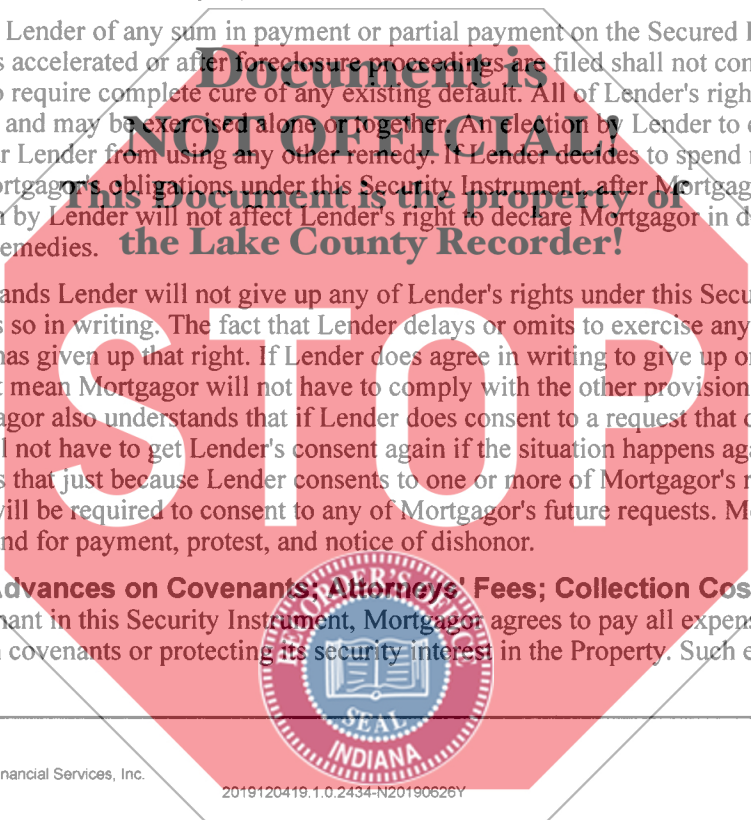 Lender of any sum in payment or partial payment on the Secured
s accelerated or after foreclosure proceedings are filed shall not con
Document is
o require complete cure of any existing default. All of Lender's righ
and may be exercised alone or together. An election by Lender to
NOT OFFICIAL!
r Lender from using any other remedy. If Lender decides to spend
ortgagor's obligations under this Security Instrument, after Mortgag
This Document is the property of
n by Lender will not affect Lender's right to declare Mortgagor in d
emedies.
the Lake County Recorder!
ands Lender will not give up any of Lender's rights under this Secu
s so in writing. The fact that Lender delays or omits to exercise any
has given up that right. If Lender does agree in writing to give up o
t mean Mortgagor will not have to comply with the other provision
agor also understands that if Lender does consent to a request that
l not have to get Lender's consent again if the situation happens aga
STOP
s that just because Lender consents to one or more of Mortgagor's
will be required to consent to any of Mortgagor's future requests. M
nd for payment, protest, and notice of dishonor.
Advances on Covenants; Attorneys' Fees; Collection Cos
nant in this Security Instrument, Mortgagor agrees to pay all expen
n covenants or protecting its security interest in the Property. Such e
RECORDER'S OFFICE
SEAL
INDIANA
nancial Services, Inc.
2019120419.1.0.2434-N20190626Y